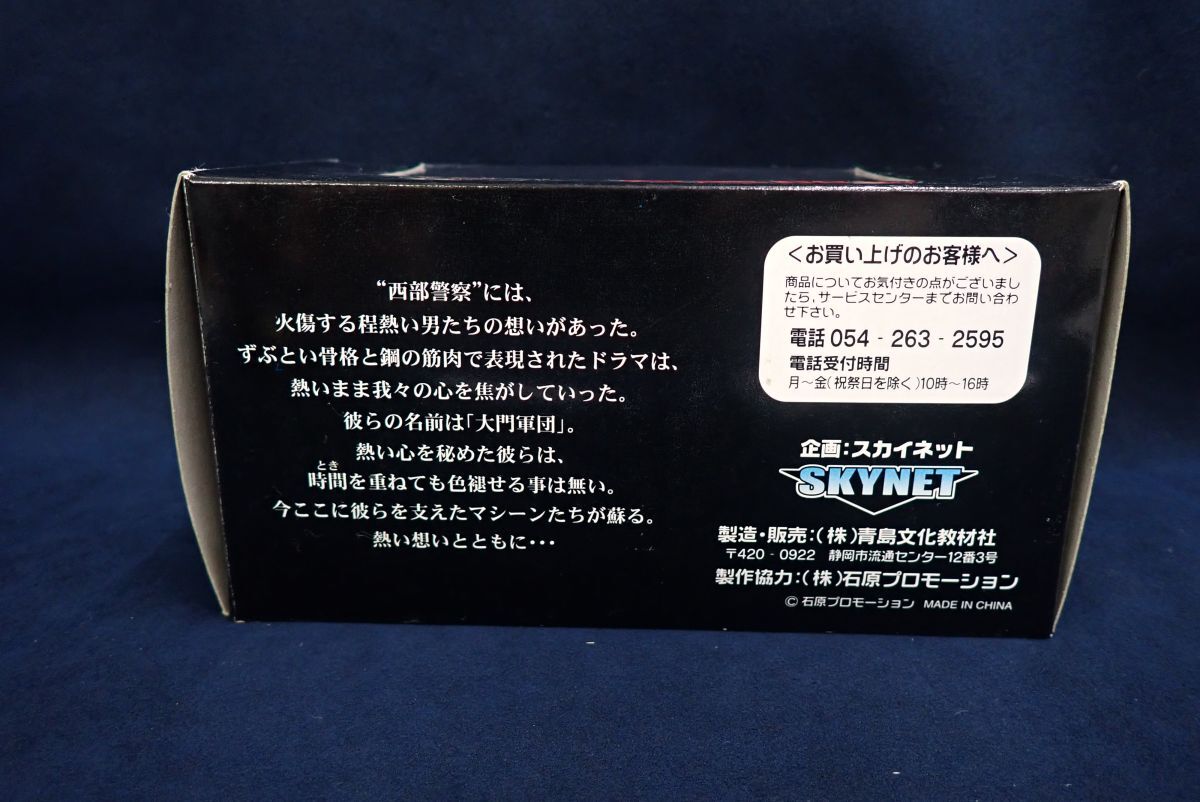 “西部警察”には、
火傷する程熱い男たちの想いがあった。
ずぶとい骨格と鋼の筋肉で表現されたドラマは、
熱いまま我々の心を焦がしていった。
彼らの名前は「大門軍団」。
熱い心を秘めた彼らは、
とき
時間を重ねても色褪せる事は無い。
今ここに彼らを支えたマシーンたちが蘇る。
熱い想いとともに・・・
＜お買い上げのお客様へ＞
商品についてお気付きの点がございまし
たら,サービスセンターまでお問い合わ
せ下さい。
電話 054 - 263 - 2595
電話受付時間
月～金(祝祭日を除く)10時～16時
企画：スカイネット
SKYNET
製造・販売：(株)青島文化教材社
〒420 - 0922 静岡市流通センター12番3号
製作協力：(株)石原プロモーション
© 石原プロモーション MADE IN CHINA